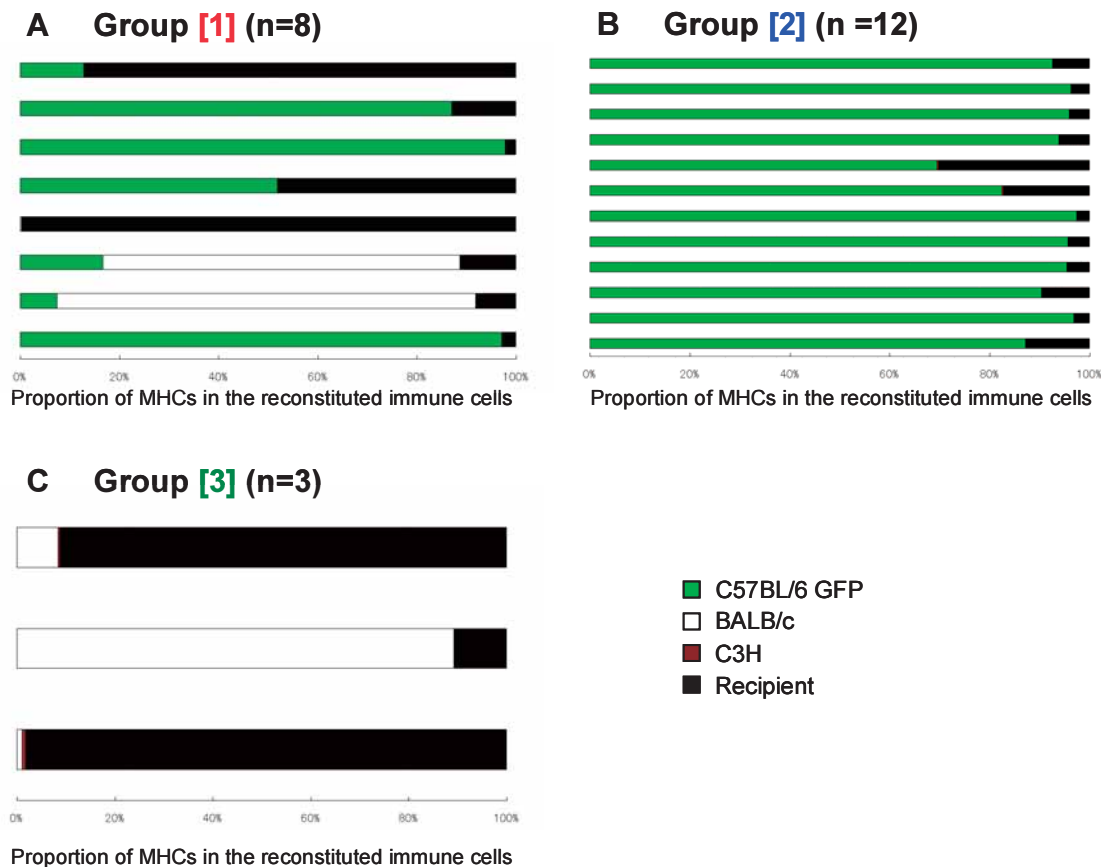 A Group [1] (n=8)
0% 20% 40% 60% 80% 100%
Proportion of MHCs in the reconstituted immune cells
B Group [2] (n =12)
0% 20% 40% 60% 80% 100%
Proportion of MHCs in the reconstituted immune cells
C Group [3] (n=3)
0% 20% 40% 60% 80% 100%
Proportion of MHCs in the reconstituted immune cells
C57BL/6 GFP
BALB/c
C3H
Recipient